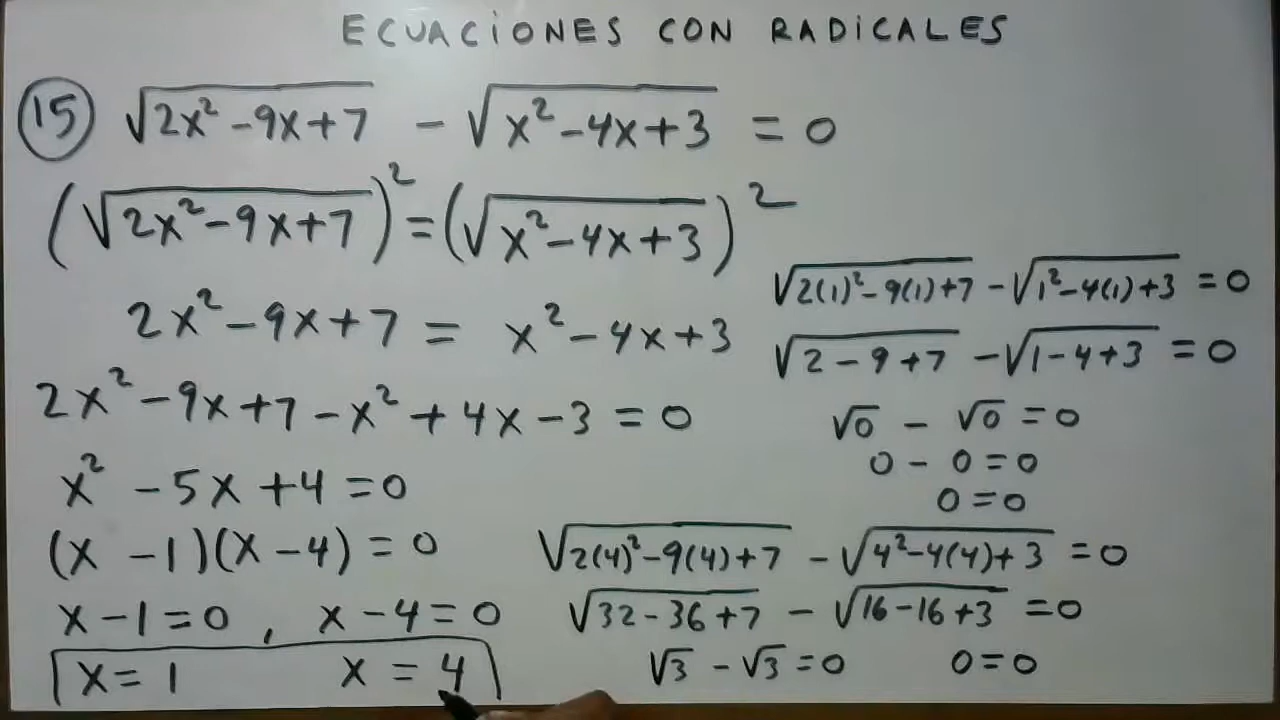 ECUACIONES CON RADICALES
15 √(2x² - 9x + 7) - √(x² - 4x + 3) = 0
(√(2x² - 9x + 7))² = (√(x² - 4x + 3))²
2x² - 9x + 7 = x² - 4x + 3
2x² - 9x + 7 - x² + 4x - 3 = 0
x² - 5x + 4 = 0
(x - 1)(x - 4) = 0
x - 1 = 0 , x - 4 = 0
x = 1 x = 4
√(2(1)² - 9(1) + 7) - √(1² - 4(1) + 3) = 0
√(2 - 9 + 7) - √(1 - 4 + 3) = 0
√0 - √0 = 0
0 - 0 = 0
0 = 0
√(2(4)² - 9(4) + 7) - √(4² - 4(4) + 3) = 0
√(32 - 36 + 7) - √(16 - 16 + 3) = 0
√3 - √3 = 0 0 = 0